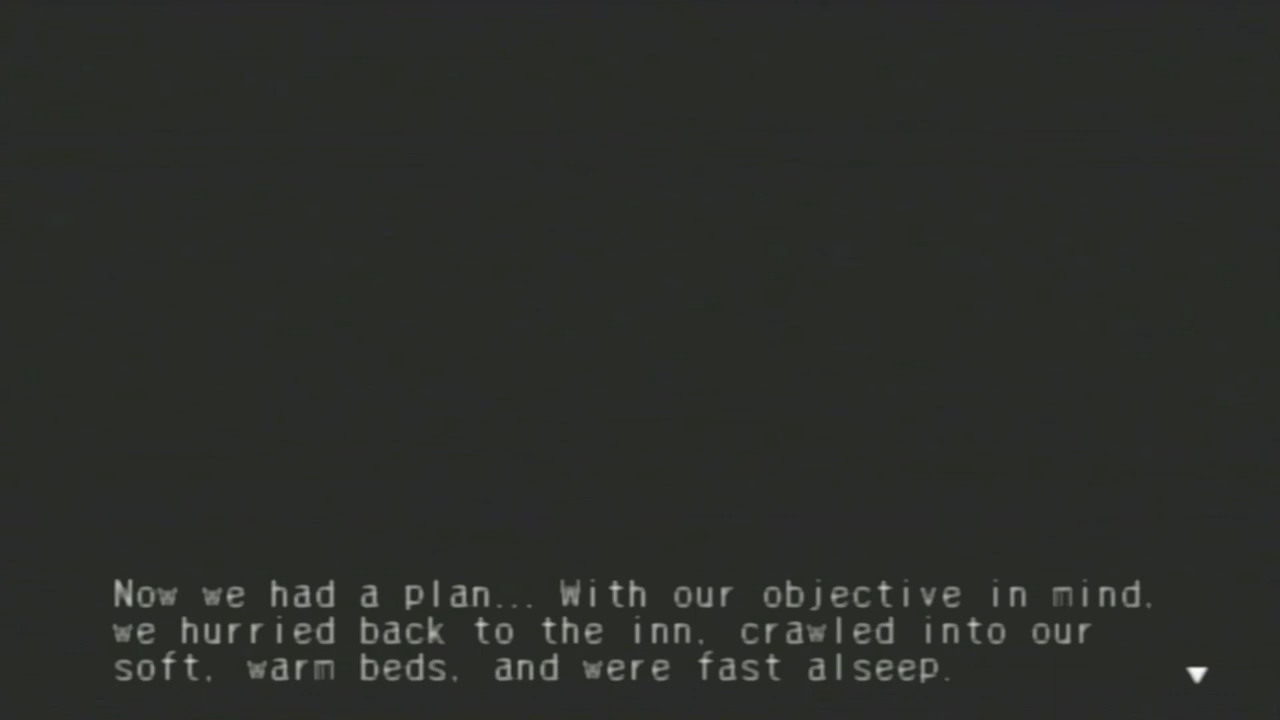 Now we had a plan... With our objective in mind,
we hurried back to the inn, crawled into our
soft, warm beds, and were fast alseep.